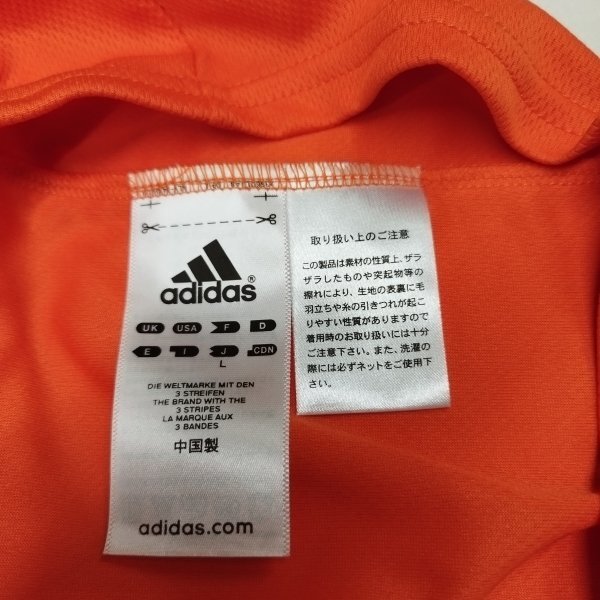 adidas®
UK USA F D
E I J CDN
L
DIE WELTMARKE MIT DEN
3 STREIFEN
THE BRAND WITH THE
3 STRIPES
LA MARQUE AUX
3 BANDES
中国製
adidas.com
取り扱い上のご注意
この製品は素材の性質上、ザラ
ザラしたものや突起物等の
擦れにより、生地の表裏に毛
羽立ちや糸の引きつれが起こ
りやすい性質がありますので
着用時のお取り扱いには十分
ご注意下さい。また、洗濯の
際には必ずネットをご使用下
さい。